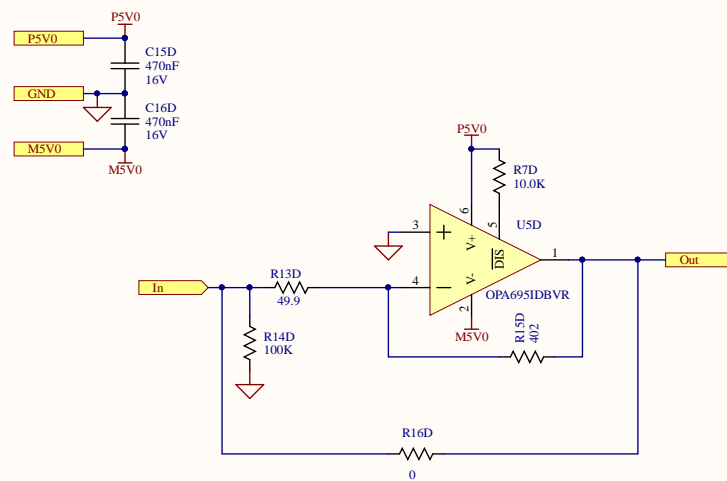 P5V0
P5V0
C15D
470nF
16V
GND
C16D
470nF
16V
M5V0
M5V0
P5V0
R7D
10.0K
6
5
3
U5D
V+
DIS
1
Out
In
R13D
49.9
4
V-
OPA695IDBVR
2
M5V0
R15D
402
R14D
100K
R16D
0